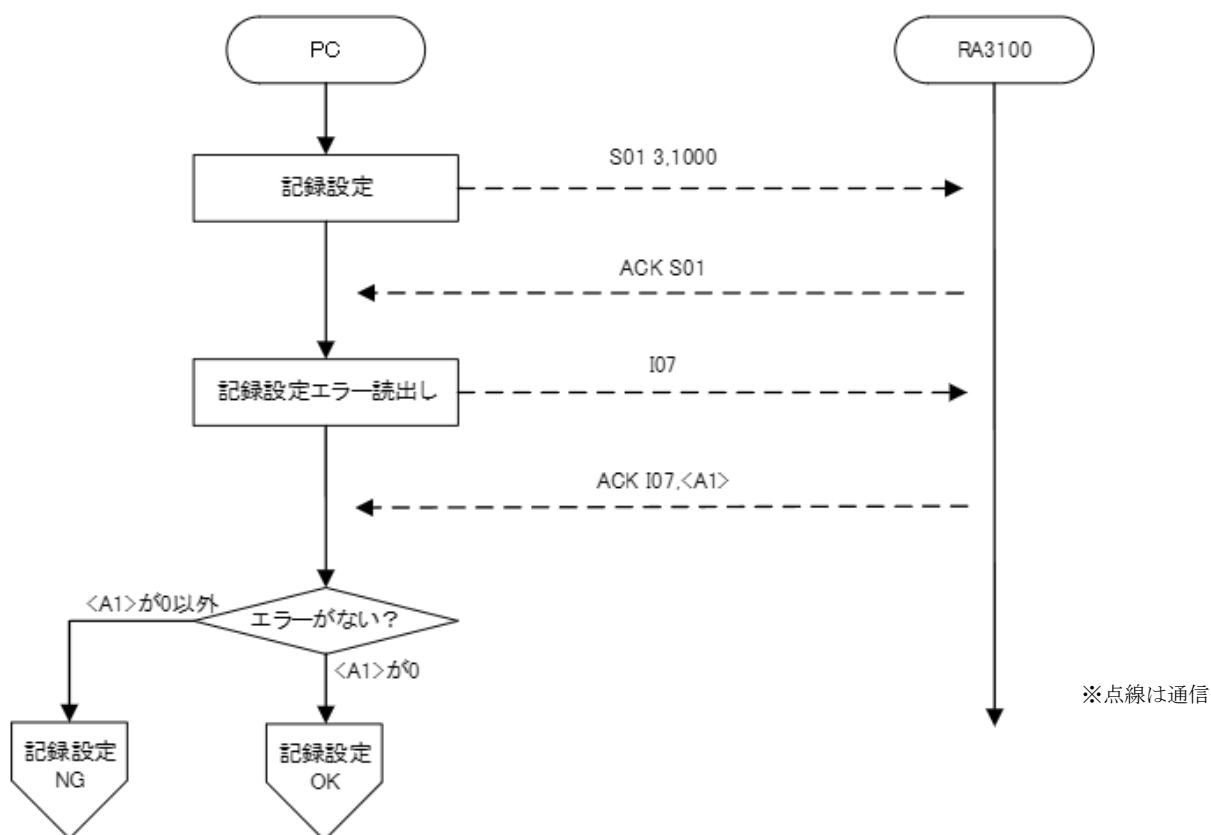 PC
RA3100
S01 3,1000
記録設定
ACK S01
I07
記録設定エラー読出し
ACK I07,<A1>
<A1>が0以外
エラーがない？
<A1>が0
※点線は通信
記録設定
NG
記録設定
OK